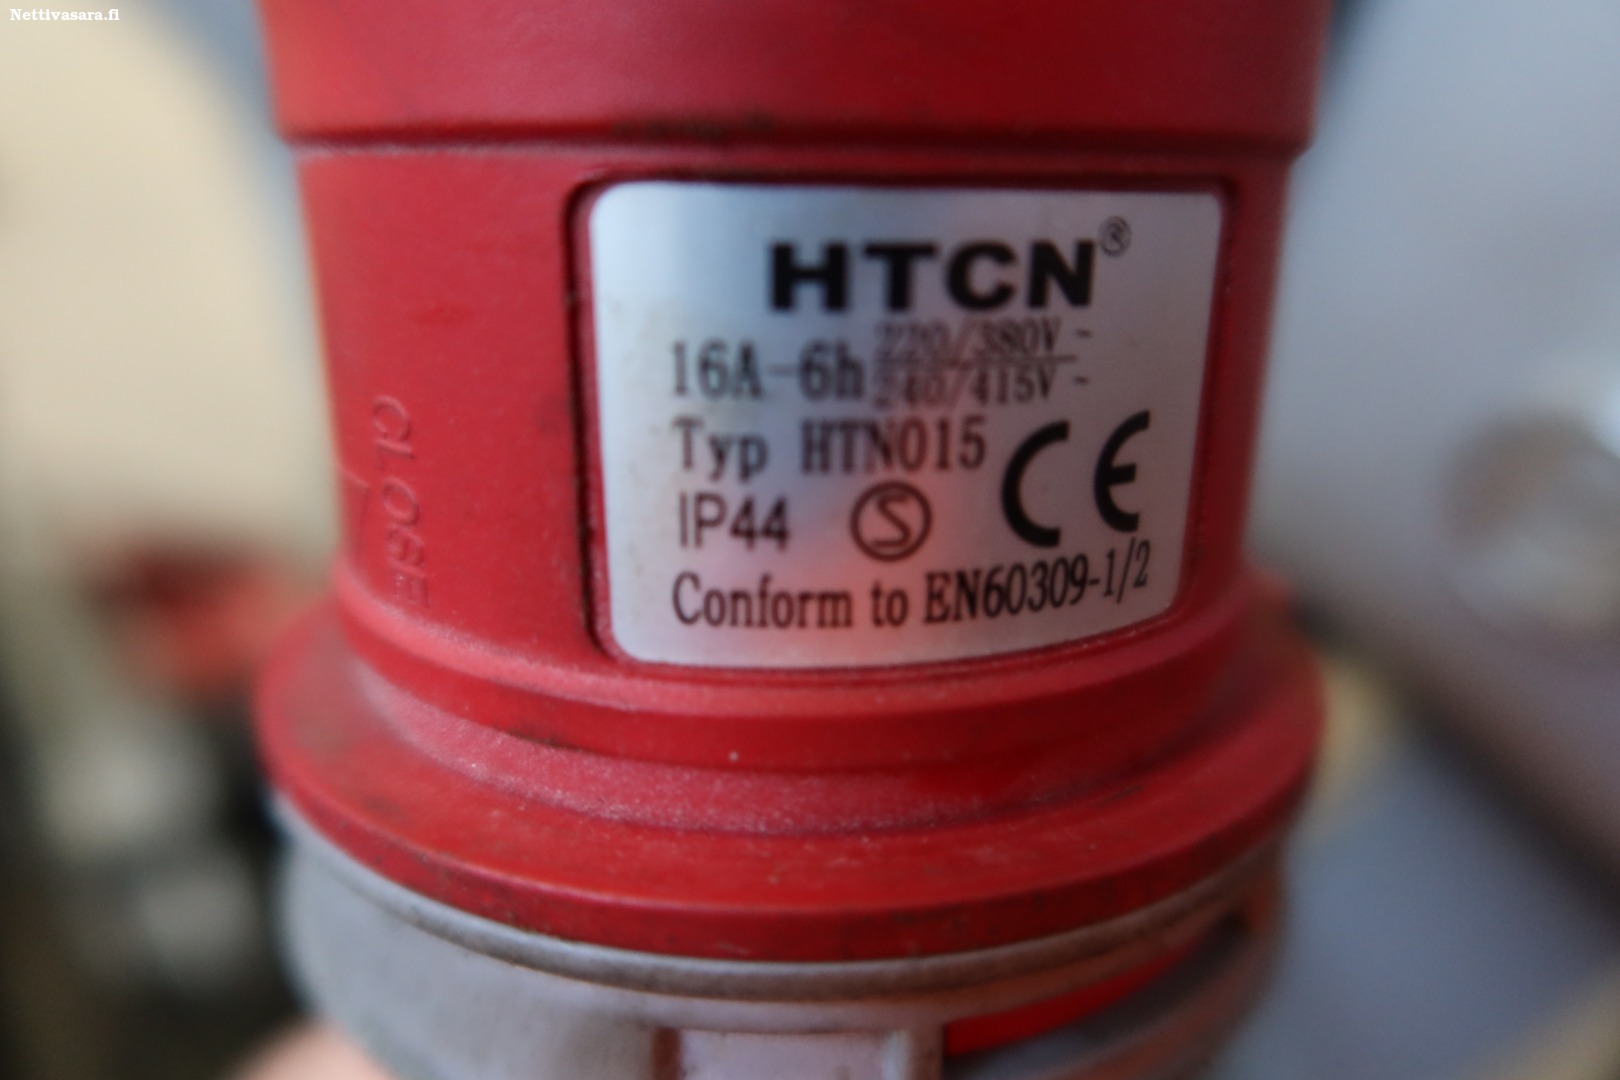 Nettivasara.fi
HTCN®
16A-6h 220/380V ~
240/415V ~
Typ HTN015
IP44 S CE
Conform to EN60309-1/2
CLOSE